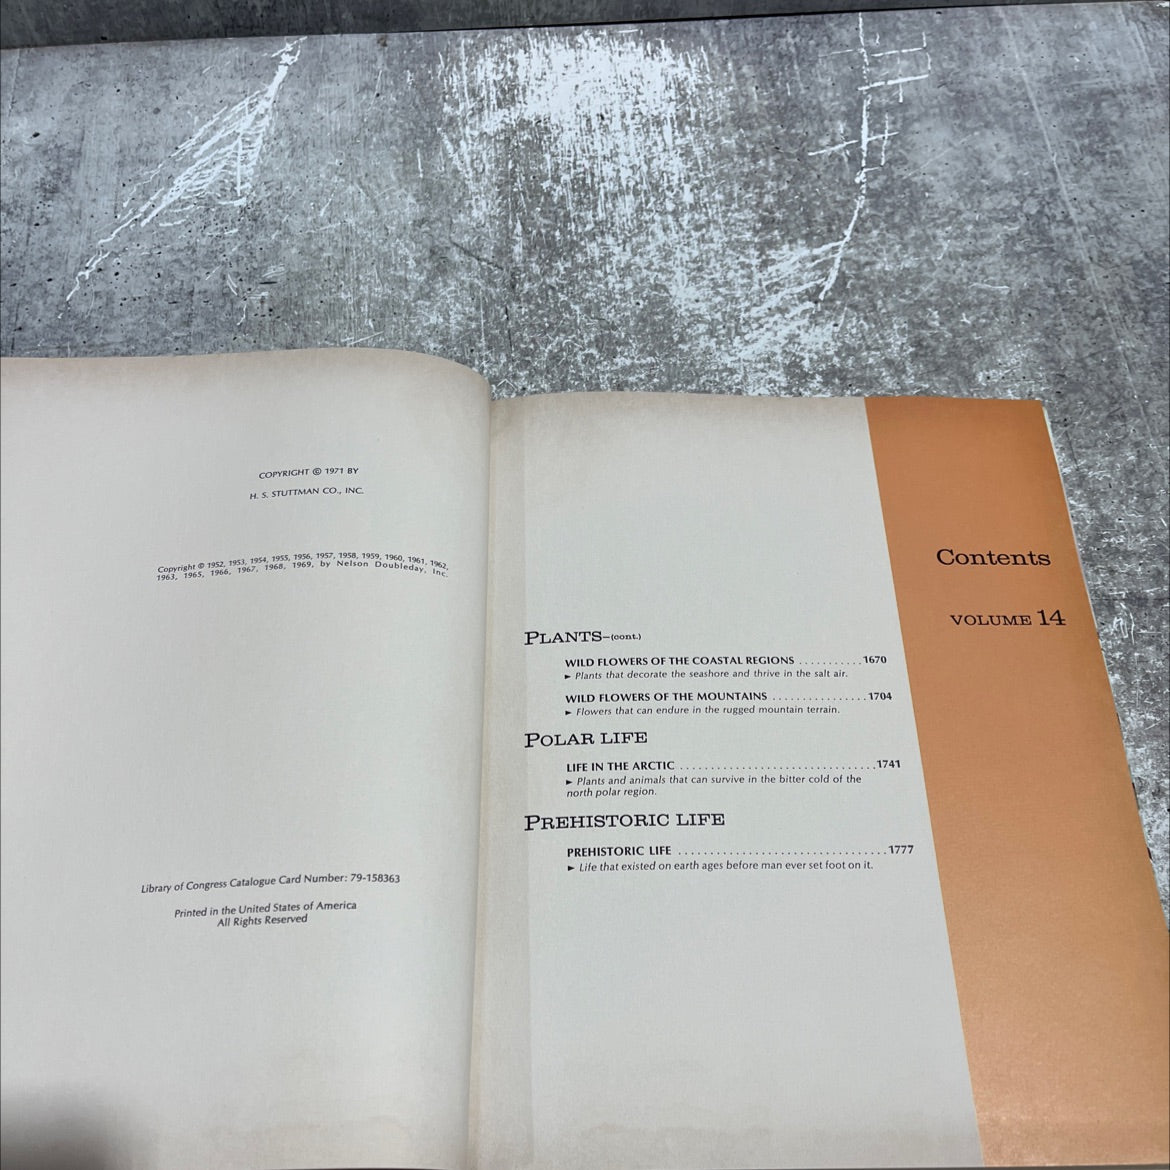 COPYRIGHT © 1971 BY
H. S. STUTTMAN CO., INC.
Copyright © 1952, 1953, 1954, 1955, 1956, 1957, 1958, 1959, 1960, 1961, 1962,
1963, 1965, 1966, 1967, 1968, 1969, by Nelson Doubleday, Inc.
Library of Congress Catalogue Card Number: 79-158363
Printed in the United States of America
All Rights Reserved
Contents
VOLUME 14
PLANTS—(cont.)
WILD FLOWERS OF THE COASTAL REGIONS ...........1670
► Plants that decorate the seashore and thrive in the salt air.
WILD FLOWERS OF THE MOUNTAINS ................1704
► Flowers that can endure in the rugged mountain terrain.
POLAR LIFE
LIFE IN THE ARCTIC .................................1741
► Plants and animals that can survive in the bitter cold of the
north polar region.
PREHISTORIC LIFE
PREHISTORIC LIFE ...................................1777
► Life that existed on earth ages before man ever set foot on it.